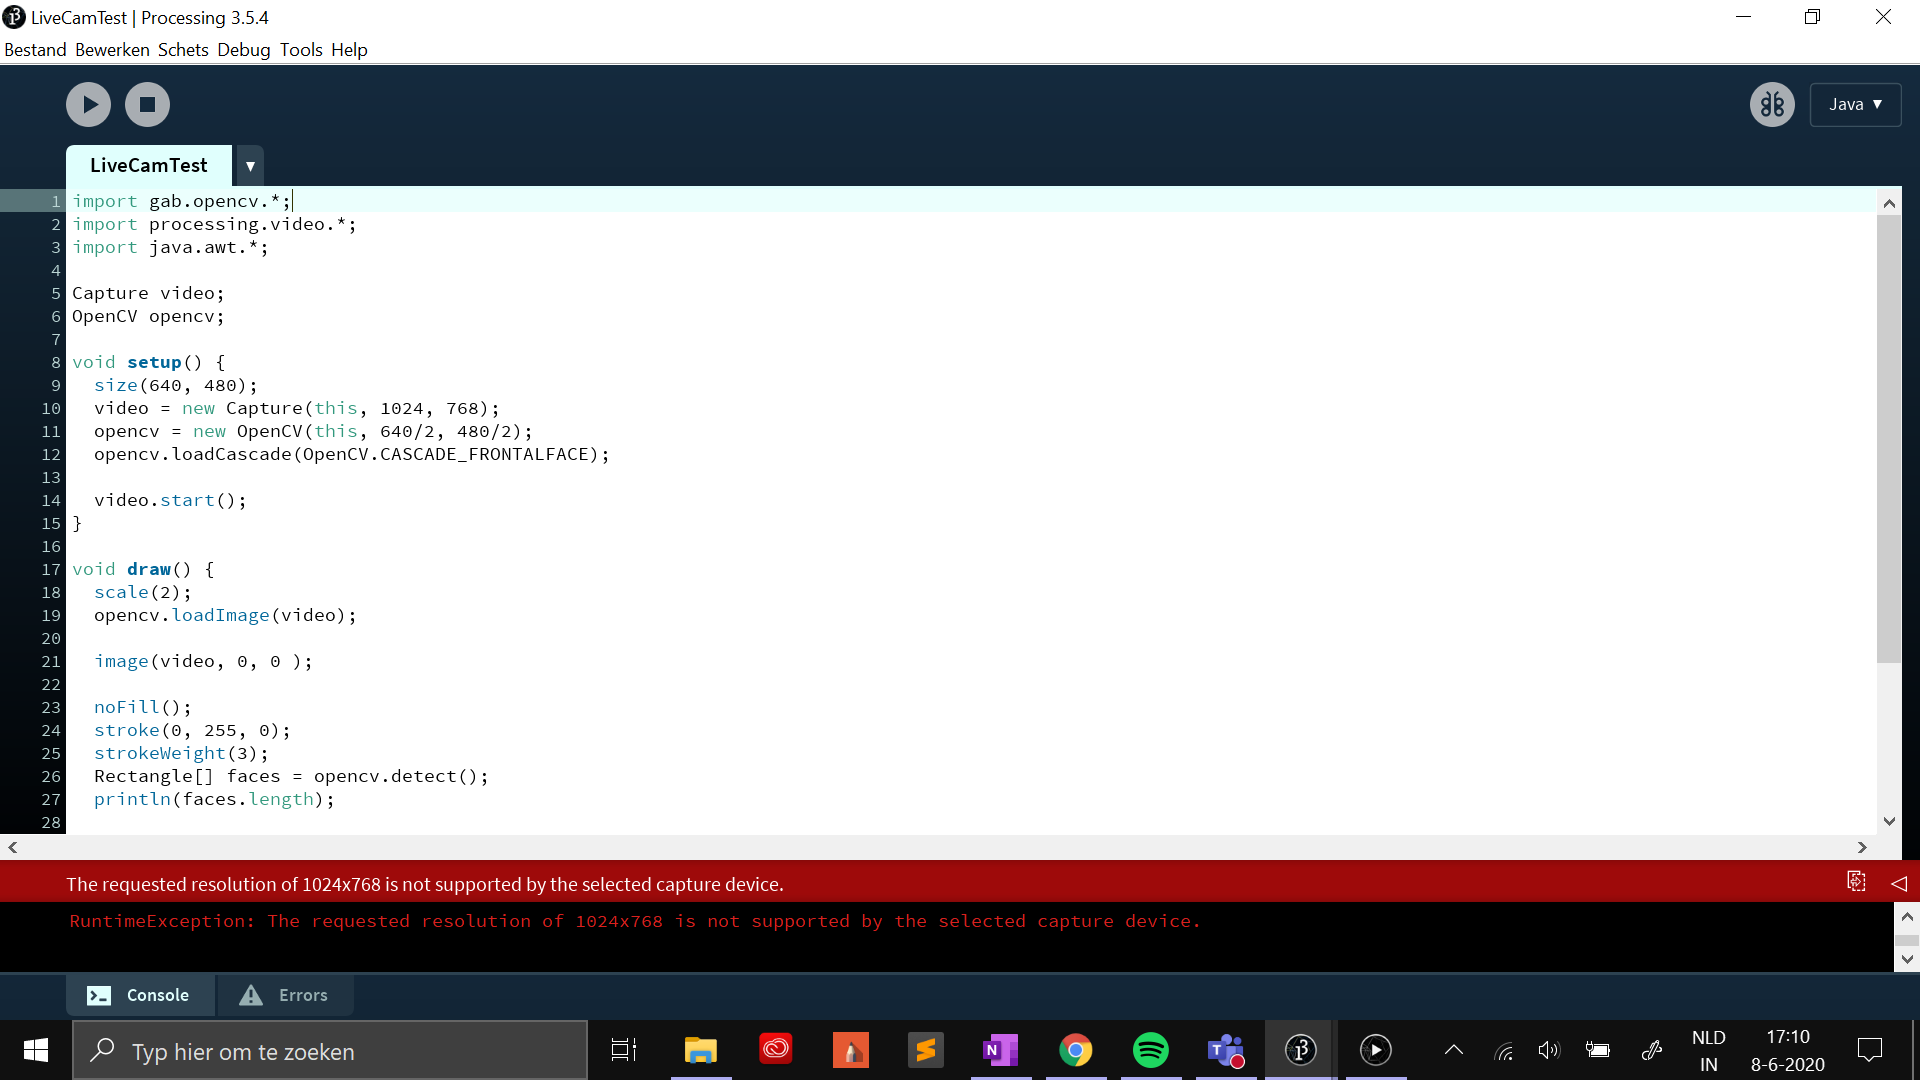 LiveCamTest | Processing 3.5.4
Bestand Bewerken Schets Debug Tools Help
Java ▼
LiveCamTest ▼
1 import gab.opencv.*;
2 import processing.video.*;
3 import java.awt.*;
4
5 Capture video;
6 OpenCV opencv;
7
8 void setup() {
9 size(640, 480);
10 video = new Capture(this, 1024, 768);
11 opencv = new OpenCV(this, 640/2, 480/2);
12 opencv.loadCascade(OpenCV.CASCADE_FRONTALFACE);
13
14 video.start();
15 }
16
17 void draw() {
18 scale(2);
19 opencv.loadImage(video);
20
21 image(video, 0, 0 );
22
23 noFill();
24 stroke(0, 255, 0);
25 strokeWeight(3);
26 Rectangle[] faces = opencv.detect();
27 println(faces.length);
28
The requested resolution of 1024x768 is not supported by the selected capture device.
RuntimeException: The requested resolution of 1024x768 is not supported by the selected capture device.
Console Errors
Typ hier om te zoeken
NLD
IN
17:10
8-6-2020